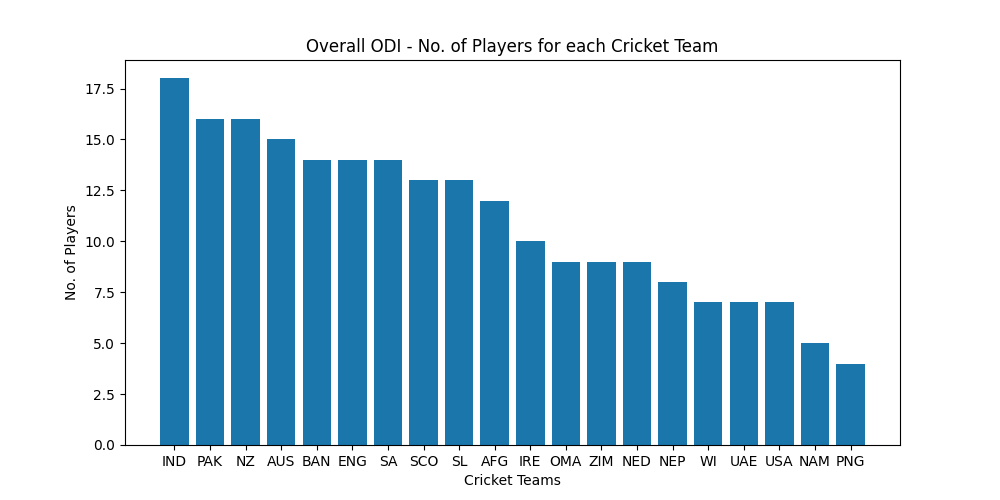 Overall ODI - No. of Players for each Cricket Team
No. of Players
17.5
15.0
12.5
10.0
7.5
5.0
2.5
0.0
IND PAK NZ AUS BAN ENG SA SCO SL AFG IRE OMA ZIM NED NEP WI UAE USA NAM PNG
Cricket Teams